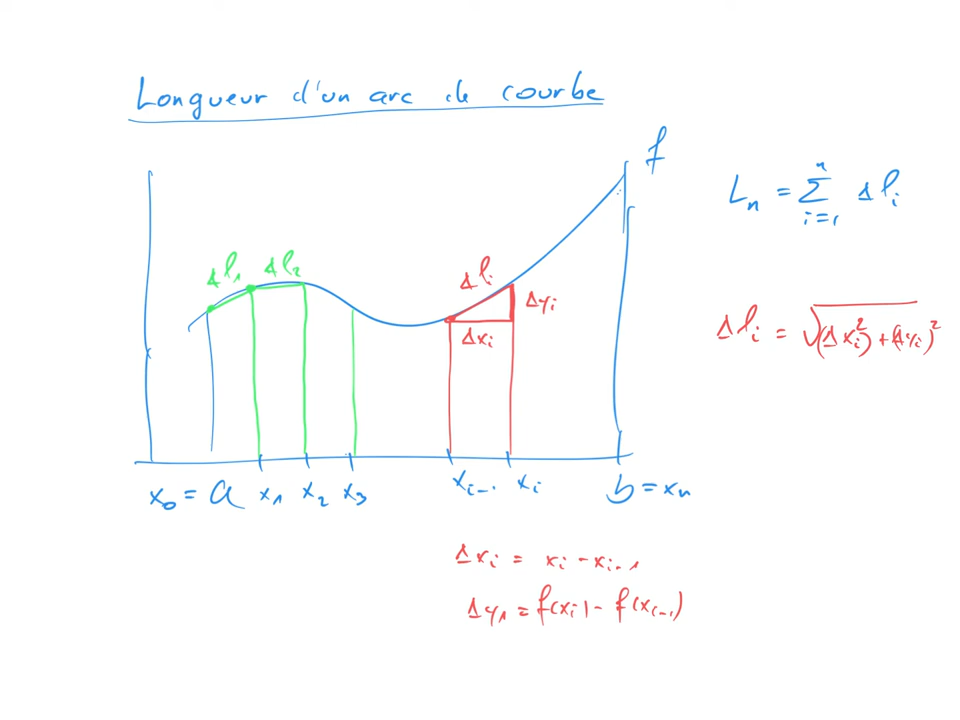 Longueur d'un arc de courbe
f
L_n = Σ_{i=1}^{n} Δl_i
Δl_1 Δl_2 Δl_i
Δy_i
Δx_i
Δl_i = √((Δx_i)^2 + (Δy_i)^2)
x_0 = a x_1 x_2 x_3 x_{i-1} x_i b = x_n
Δx_i = x_i - x_{i-1}
Δy_1 = f(x_i) - f(x_{i-1})